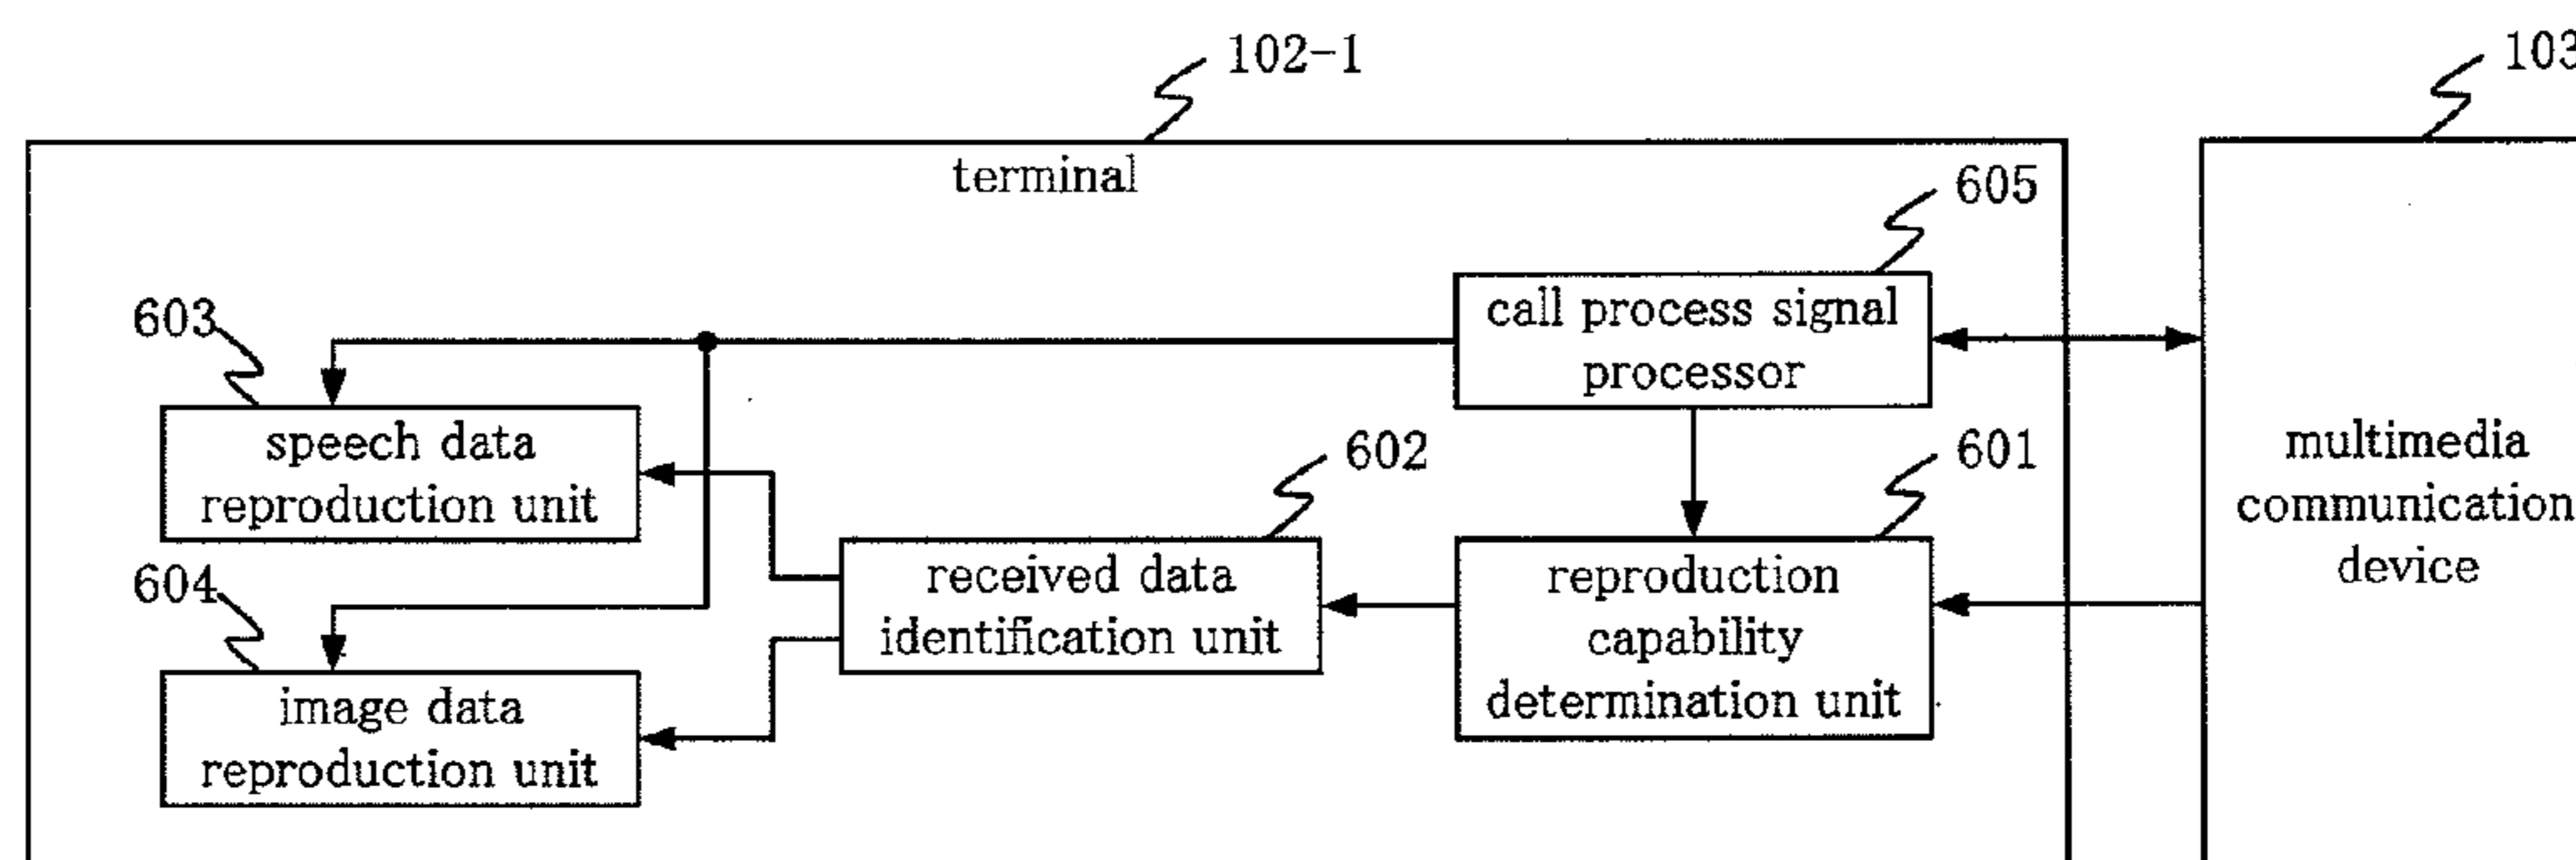 102-1
103
terminal
605
call process signal
processor
603
speech data
reproduction unit
602
601
multimedia
communication
device
received data
identification unit
reproduction
capability
determination unit
604
image data
reproduction unit